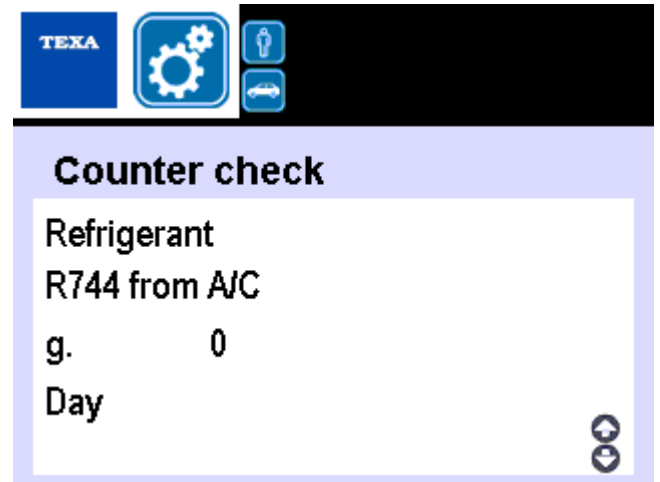 TEXA
Counter check
Refrigerant
R744 from A/C
g. 0
Day